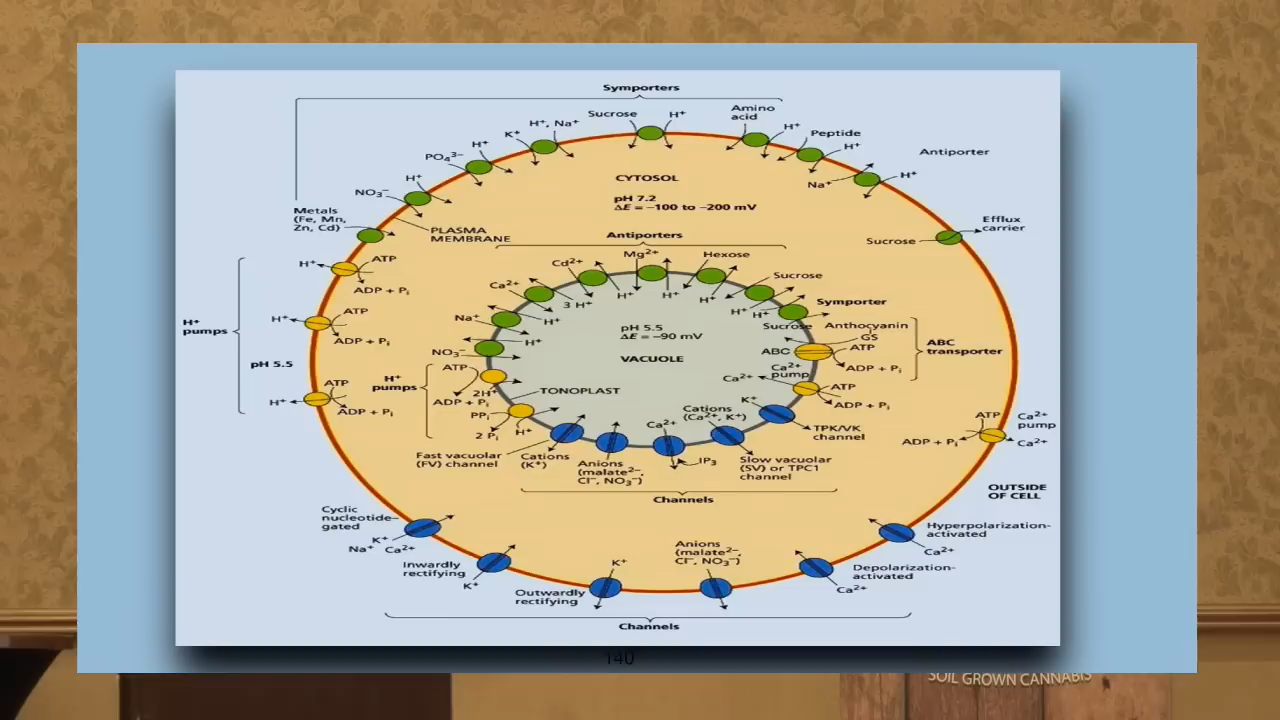 Symporters
Sucrose
H⁺
Amino
acid
H⁺
Peptide
H⁺
Antiporter
Na⁺
H⁺
H⁺, Na⁺
K⁺
H⁺
PO₄³⁻
H⁺
NO₃⁻
Metals
(Fe, Mn,
Zn, Cd)
PLASMA
MEMBRANE
CYTOSOL
pH 7.2
ΔE = –100 to –200 mV
Efflux
carrier
Sucrose
Antiporters
Mg²⁺
Hexose
Cd²⁺
Sucrose
Ca²⁺
3 H⁺
H⁺
H⁺
H⁺
H⁺
H⁺
Symporter
Sucrose
Na⁺
H⁺
H⁺
NO₃⁻
pH 5.5
ΔE = –90 mV
VACUOLE
Anthocyanin
GS
ABC
ATP
ADP + Pᵢ
ABC
transporter
H⁺
ATP
ADP + Pᵢ
H⁺
pumps
H⁺
ATP
ADP + Pᵢ
pH 5.5
H⁺
ATP
ADP + Pᵢ
H⁺
pumps
ATP
2H⁺
ADP + Pᵢ
PPᵢ
2 Pᵢ
H⁺
TONOPLAST
Ca²⁺
pump
Ca²⁺
ATP
ADP + Pᵢ
K⁺
TPK/VK
channel
Cations
(Ca²⁺, K⁺)
Ca²⁺
IP₃
Fast vacuolar
(FV) channel
Cations
(K⁺)
Anions
(malate²⁻,
Cl⁻, NO₃⁻)
Slow vacuolar
(SV) or TPC1
channel
Channels
ATP
ADP + Pᵢ
Ca²⁺
pump
Ca²⁺
OUTSIDE
OF CELL
Cyclic
nucleotide-
gated
K⁺
Na⁺ Ca²⁺
Inwardly
rectifying
K⁺
Outwardly
rectifying
K⁺
Anions
(malate²⁻,
Cl⁻, NO₃⁻)
Depolarization-
activated
Ca²⁺
Hyperpolarization-
activated
Ca²⁺
Channels
140
SOIL GROWN CANNABIS